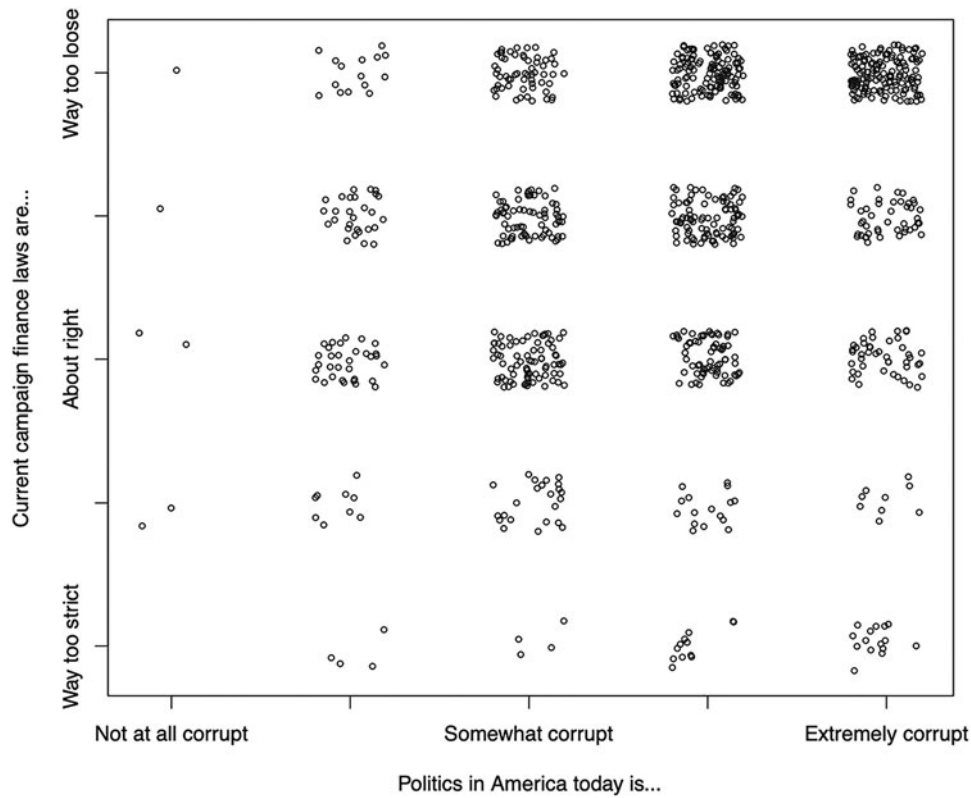 Current campaign finance laws are...
Way too loose
About right
Way too strict
Not at all corrupt
Somewhat corrupt
Extremely corrupt
Politics in America today is...